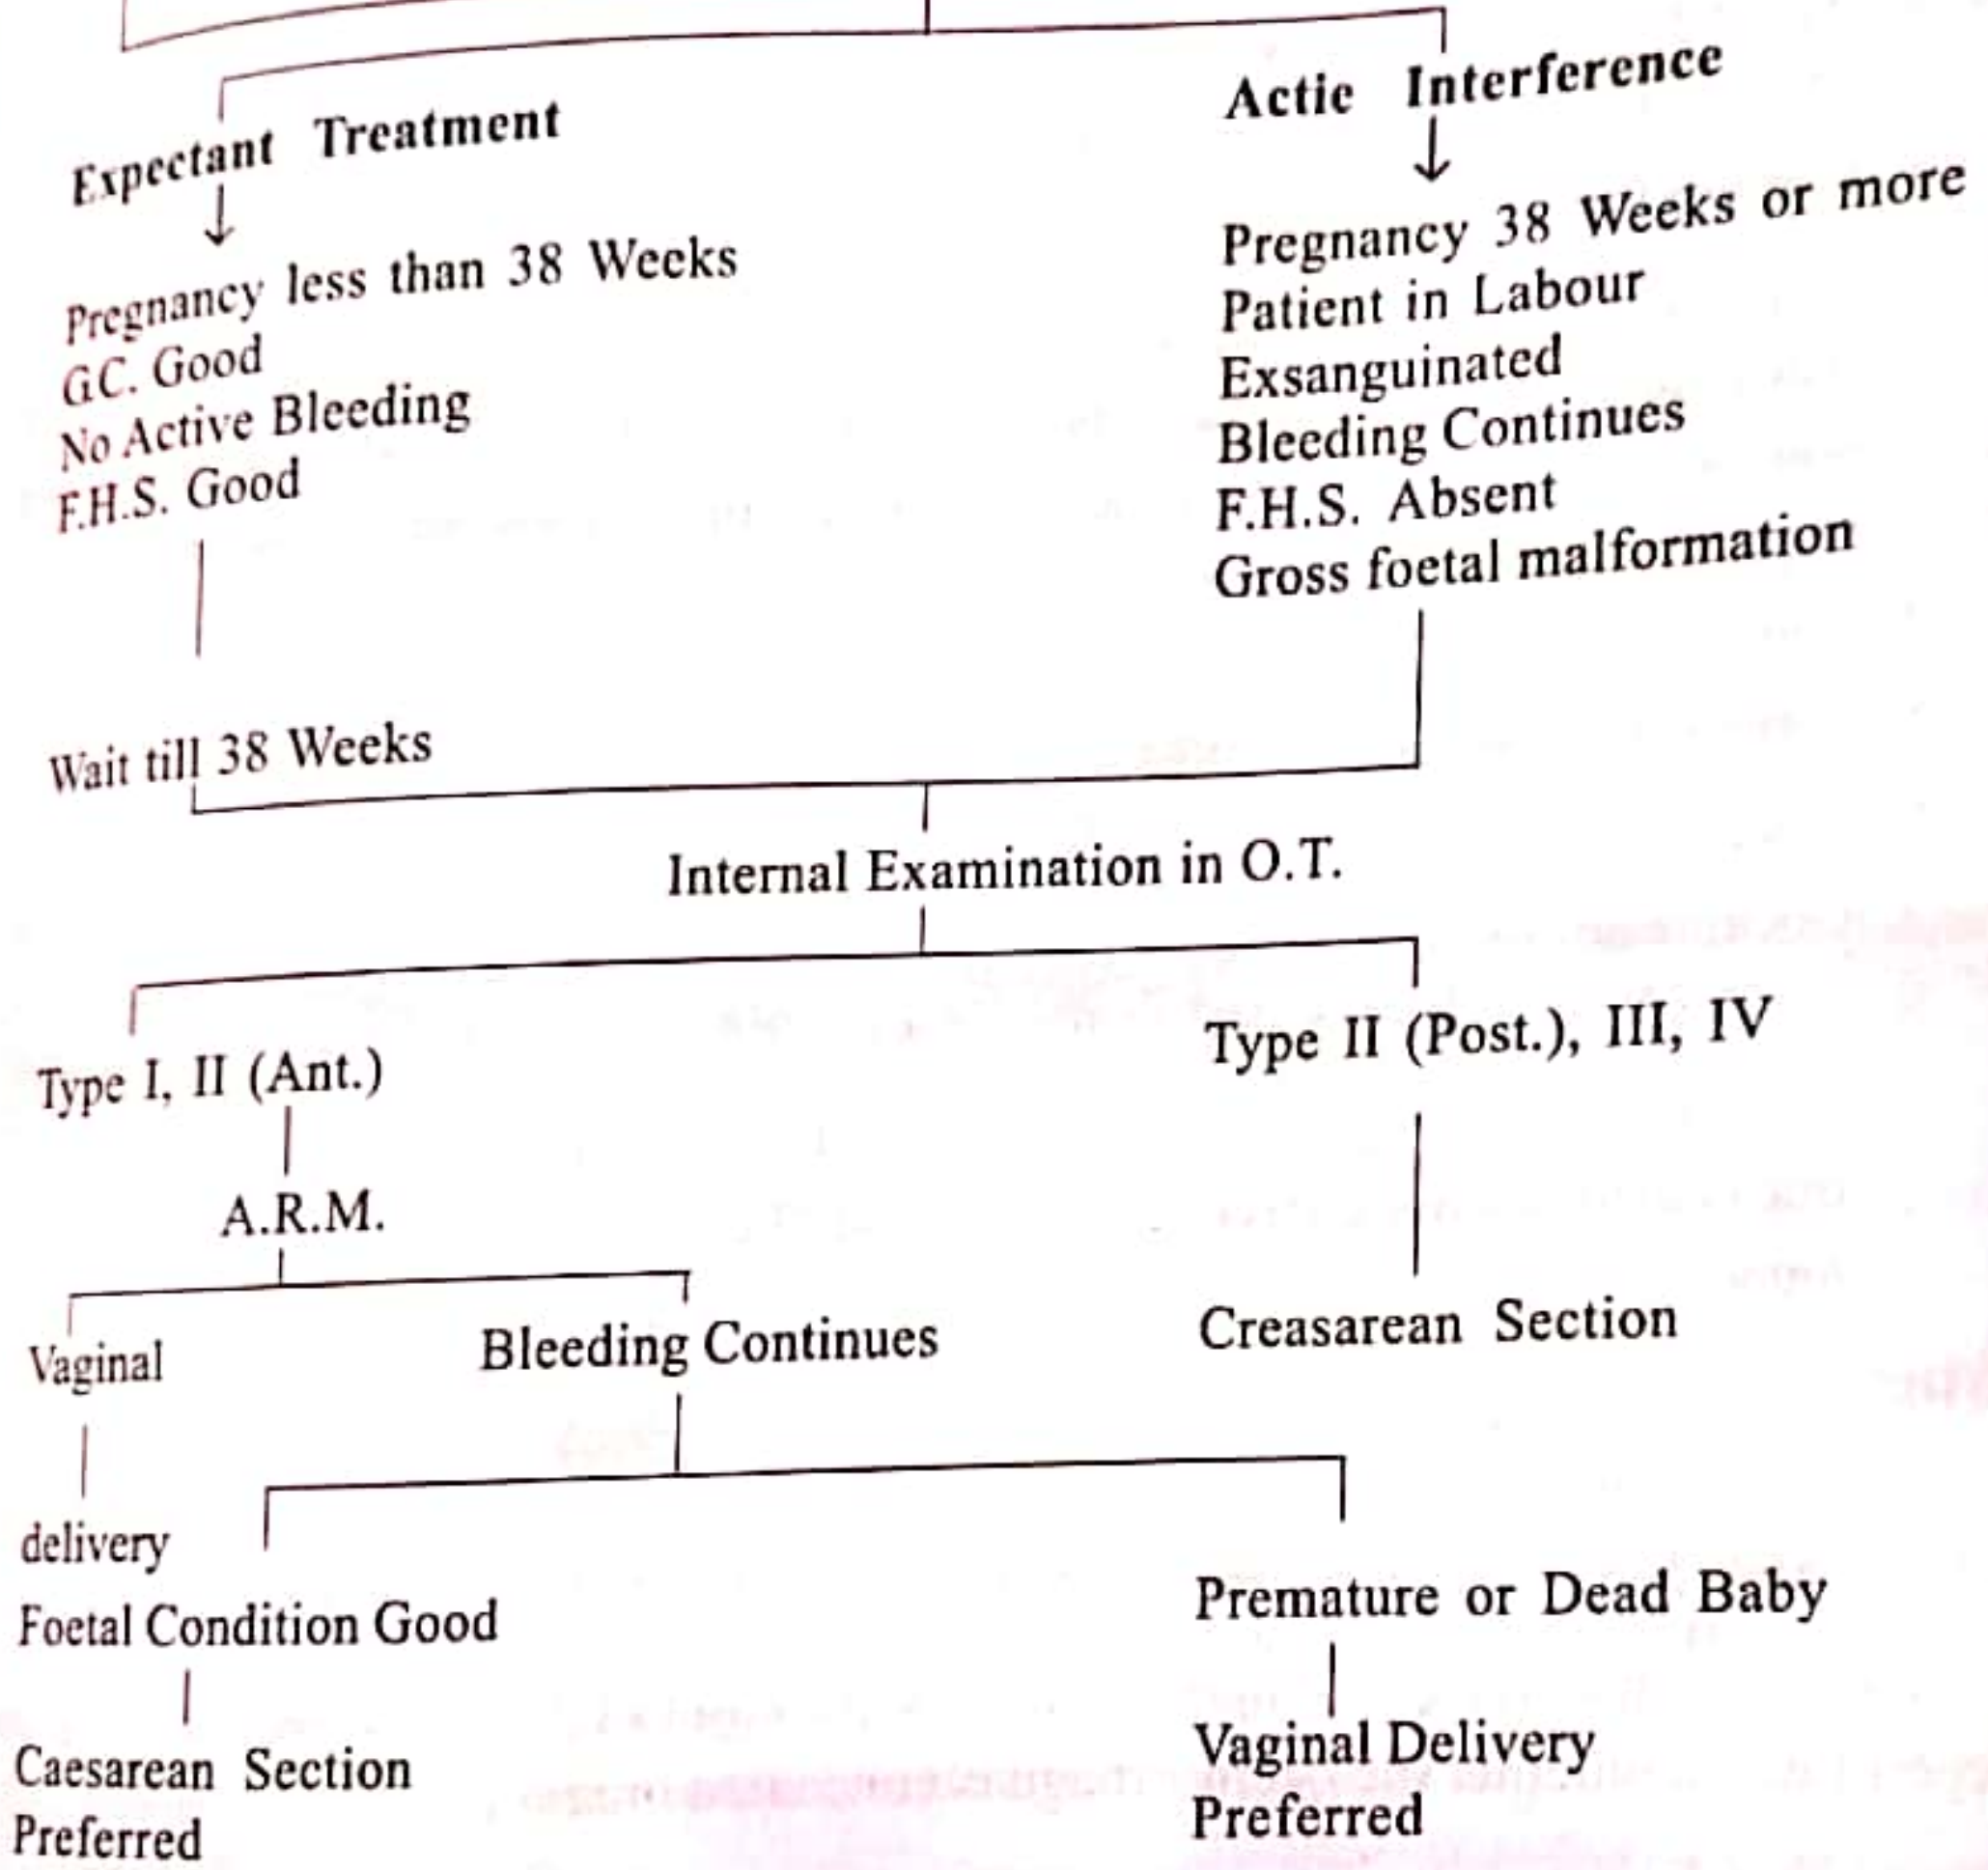 Expectant Treatment
Actie Interference
Pregnancy less than 38 Weeks
G.C. Good
No Active Bleeding
F.H.S. Good
Pregnancy 38 Weeks or more
Patient in Labour
Exsanguinated
Bleeding Continues
F.H.S. Absent
Gross foetal malformation
Wait till 38 Weeks
Internal Examination in O.T.
Type I, II (Ant.)
Type II (Post.), III, IV
A.R.M.
Vaginal
Bleeding Continues
Creasarean Section
delivery
Foetal Condition Good
Premature or Dead Baby
Caesarean Section
Preferred
Vaginal Delivery
Preferred